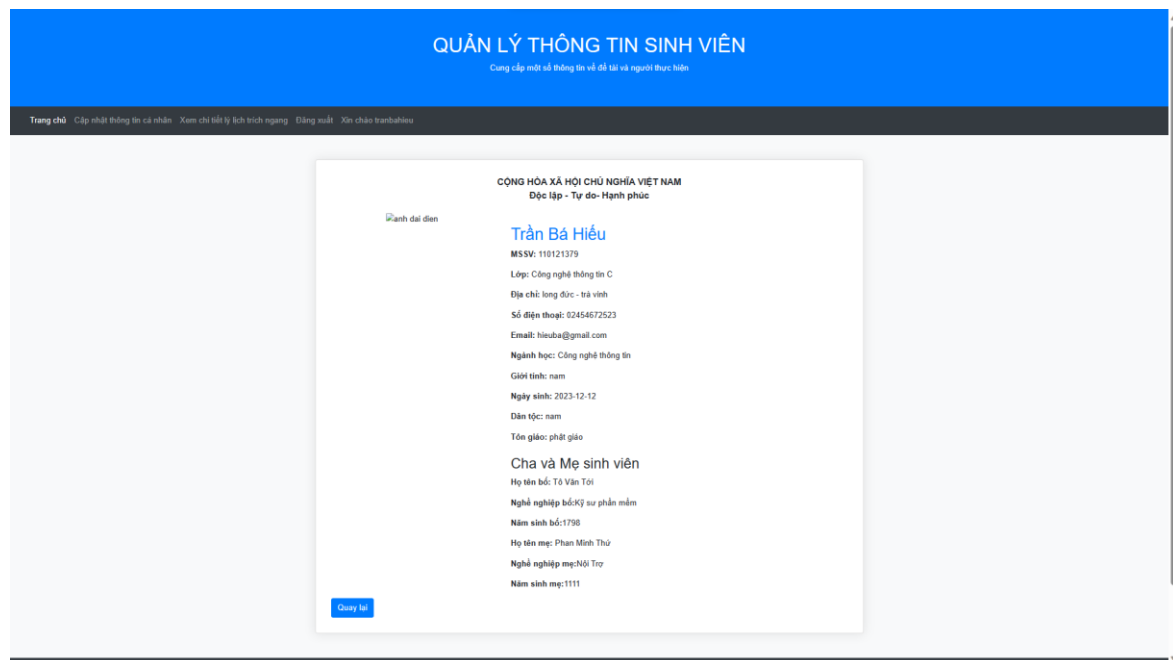 QUẢN LÝ THÔNG TIN SINH VIÊN
Cung cấp một số thông tin về đề tài và người thực hiện
Trang chủ Cập nhật thông tin cá nhân Xem chi tiết lý lịch trích ngang Đăng xuất Xin chào tranbahieu
CỘNG HÒA XÃ HỘI CHỦ NGHĨA VIỆT NAM
Độc lập - Tự do- Hạnh phúc
anh dai dien
Trần Bá Hiếu
MSSV: 110121379
Lớp: Công nghệ thông tin C
Địa chỉ: long đức - trà vinh
Số điện thoại: 02454672523
Email: hieuba@gmail.com
Ngành học: Công nghệ thông tin
Giới tính: nam
Ngày sinh: 2023-12-12
Dân tộc: nam
Tôn giáo: phật giáo
Cha và Mẹ sinh viên
Họ tên bố: Tô Văn Tới
Nghề nghiệp bố:Kỹ sư phần mềm
Năm sinh bố:1798
Họ tên mẹ: Phan Minh Thứ
Nghề nghiệp mẹ:Nội Trợ
Năm sinh mẹ:1111
Quay lại